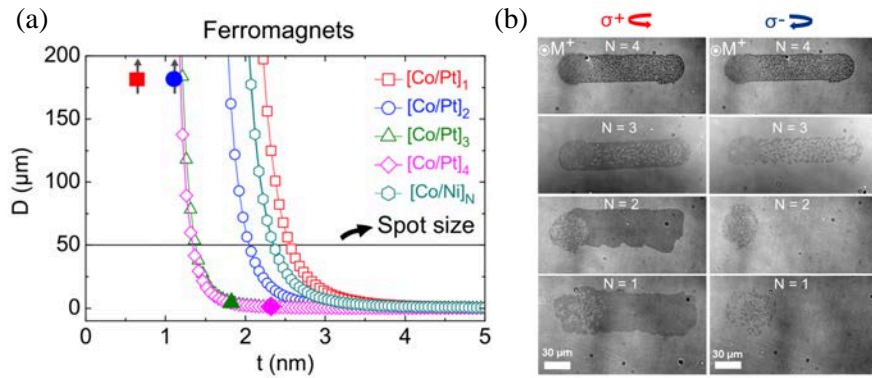 (a)
Ferromagnets
200
150
100
50
0
D (μm)
[Co/Pt]1
[Co/Pt]2
[Co/Pt]3
[Co/Pt]4
[Co/Ni]N
Spot size
0 1 2 3 4 5
t (nm)
(b)
σ+ σ-
⊙M+ N = 4 ⊙M+ N = 4
N = 3 N = 3
N = 2 N = 2
N = 1 N = 1
30 μm 30 μm